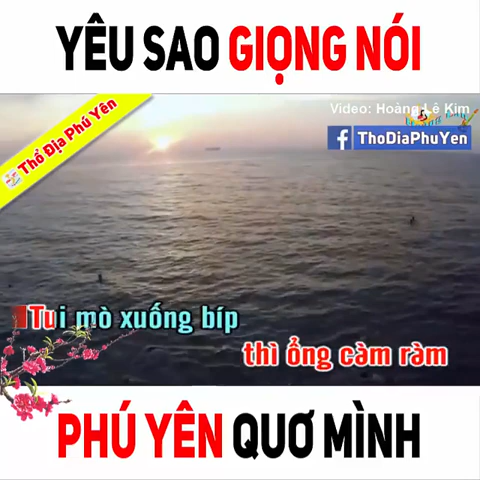 YÊU SAO GIỌNG NÓI
Thổ Địa Phú Yên
Video: Hoàng Lê Kim
f ThoDiaPhuYen
Tui mò xuống bíp
thì ổng cằm rằm
PHÚ YÊN QUƠ MÌNH